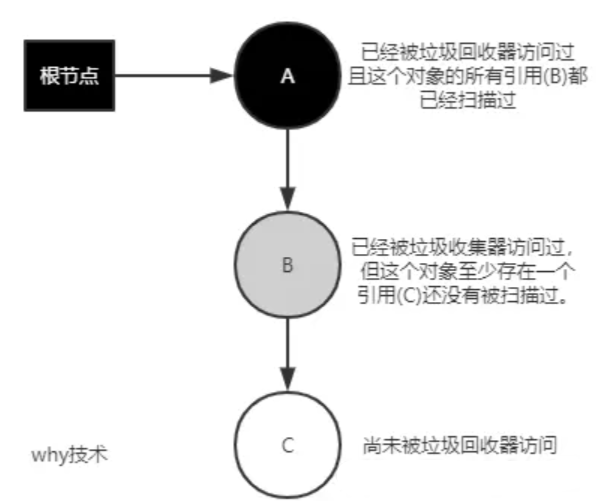 根节点
A
已经被垃圾回收器访问过
且这个对象的所有引用(B)都
已经扫描过
B
已经被垃圾收集器访问过，
但这个对象至少存在一个
引用(C)还没有被扫描过。
C
尚未被垃圾回收器访问
why技术